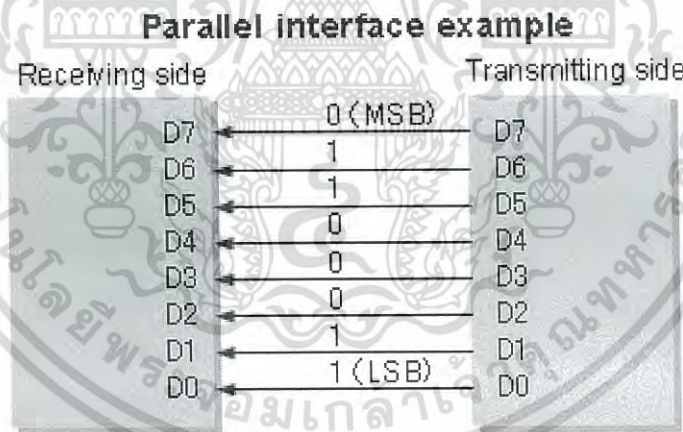 Parallel interface example
Receiving side Transmitting side
D7 0(MSB) D7
D6 1 D6
D5 1 D5
D4 0 D4
D3 0 D3
D2 0 D2
D1 1 D1
D0 1(LSB) D0